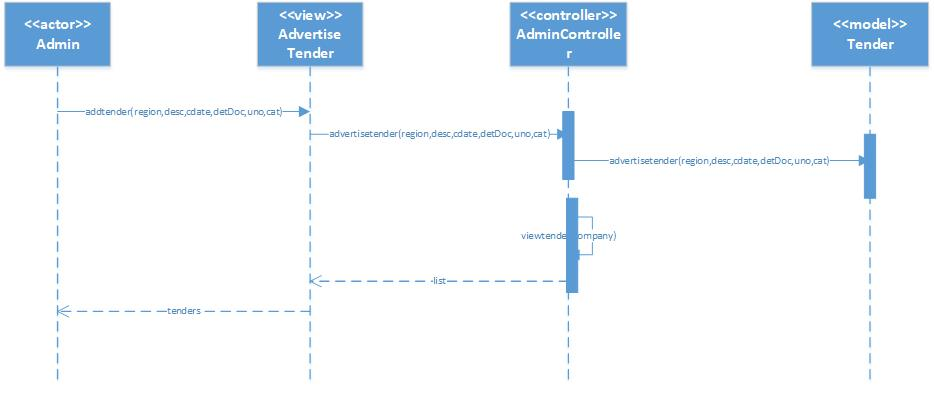 <<actor>>
Admin
<<view>>
Advertise
Tender
<<controller>>
AdminControlle
r
<<model>>
Tender
addtender(region,desc,cdate,detDoc,uno,cat)
advertisetender(region,desc,cdate,detDoc,uno,cat)
advertisetender(region,desc,cdate,detDoc,uno,cat)
ompany)
list
tenders